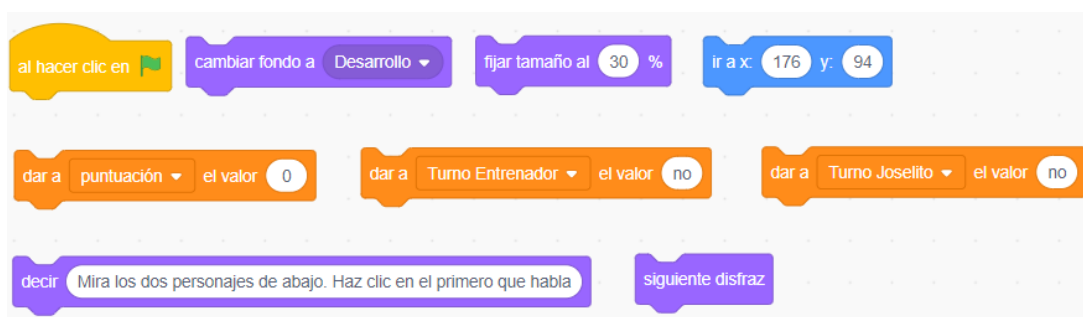 al hacer clic en cambiar fondo a Desarrollo fijar tamaño al 30 % ir a x: 176 y: 94
dar a puntuación el valor 0 dar a Turno Entrenador el valor no dar a Turno Joselito el valor no
decir Mira los dos personajes de abajo. Haz clic en el primero que habla siguiente disfraz